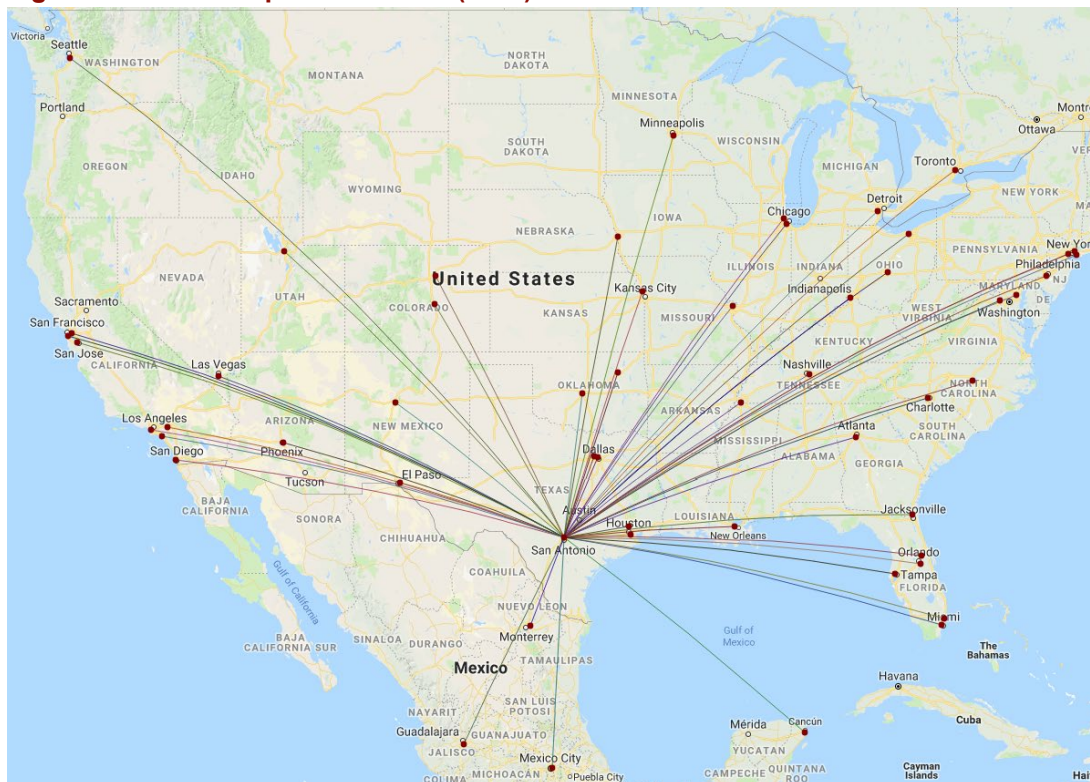 Victoria
Seattle
WASHINGTON
MONTANA
NORTH
DAKOTA
MINNESOTA
Ottawa
Portland
Minneapolis
OREGON
IDAHO
SOUTH
DAKOTA
WISCONSIN
MICHIGAN
Toronto
WYOMING
NEW YORK
Detroit
Chicago
IOWA
NEBRASKA
NEVADA
PENNSYLVANIA
Philadelphia
NJ
United States
ILLINOIS
INDIANA
OHIO
Indianapolis
MARYLAND
DE
Sacramento
UTAH
COLORADO
KANSAS
Kansas City
MISSOURI
WEST
VIRGINIA
Washington
San Francisco
San Jose
CALIFORNIA
KENTUCKY
VIRGINIA
Las Vegas
Nashville
TENNESSEE
OKLAHOMA
NORTH
CAROLINA
Charlotte
Los Angeles
ARIZONA
NEW MEXICO
ARKANSAS
Atlanta
SOUTH
CAROLINA
MISSISSIPPI
ALABAMA
GEORGIA
San Diego
Phoenix
Dallas
El Paso
Tucson
TEXAS
BAJA
CALIFORNIA
SONORA
Austin
Houston
LOUISIANA
New Orleans
Jacksonville
CHIHUAHUA
San Antonio
Orlando
Tampa
FLORIDA
COAHUILA
Gulf of California
NUEVO LEON
Miami
Monterrey
Gulf of
Mexico
BAJA
CALIFORNIA SUR
SINALOA
DURANGO
TAMAULIPAS
The
Bahamas
Mexico
Havana
SAN LUIS
POTOSI
NAYARIT
Cuba
Guadalajara
GUANAJUATO
Mérida
Cancún
JALISCO
YUCATAN
Mexico City
COLIMA
MICHOACÁN
Puebla City
CAMPECHE
QUINTANA
ROO
Cayman
Islands